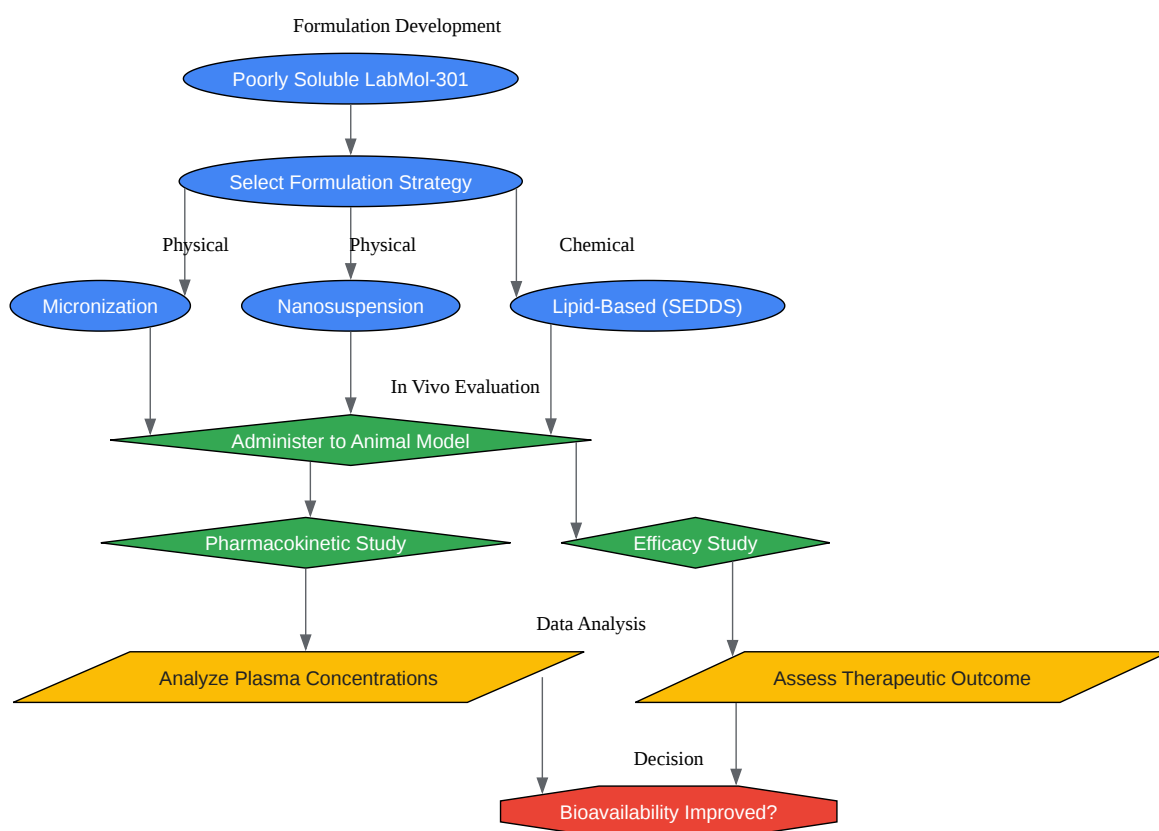 Formulation Development
Poorly Soluble LabMol-301
Select Formulation Strategy
Physical
Physical
Chemical
Micronization
Nanosuspension
Lipid-Based (SEDDS)
In Vivo Evaluation
Administer to Animal Model
Pharmacokinetic Study
Efficacy Study
Data Analysis
Analyze Plasma Concentrations
Assess Therapeutic Outcome
Decision
Bioavailability Improved?